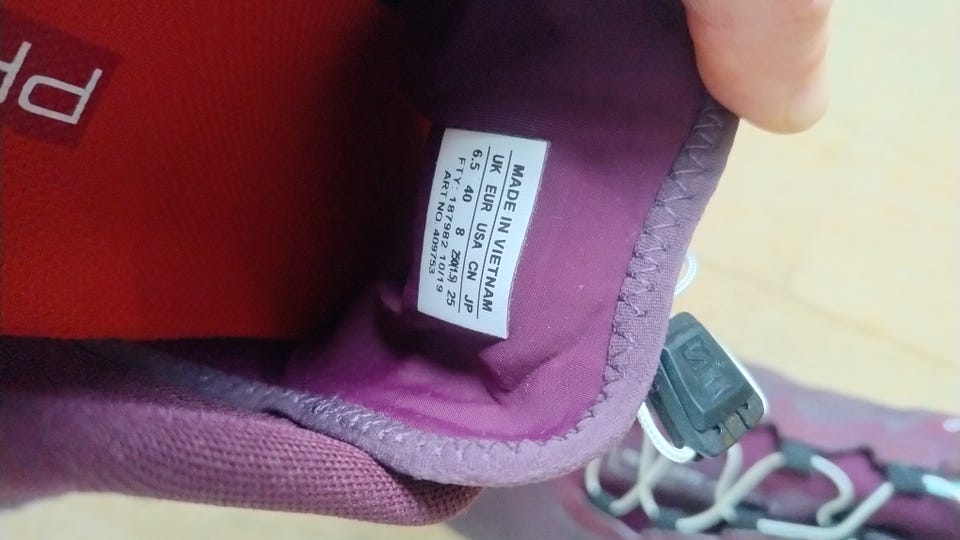 MADE IN VIETNAM
UK EUR USA CN JP
6.5 40 8 250(1.5) 25
FTY: 187982 10/19
ART NO. 409753